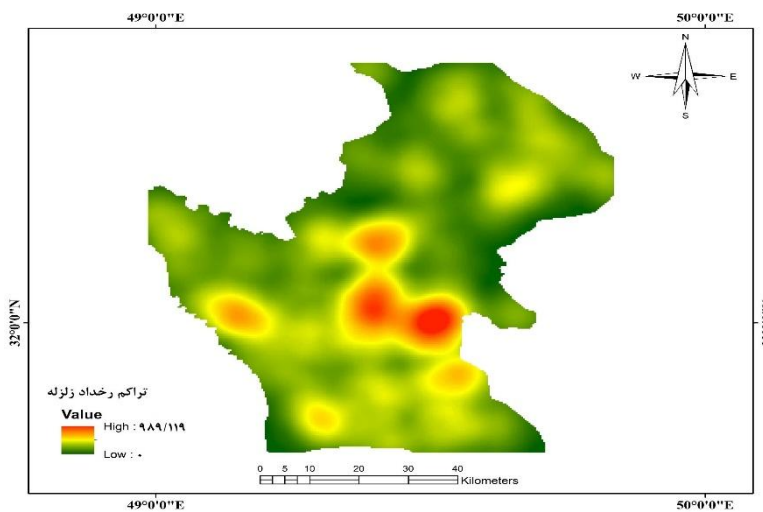 49°0'0"E 50°0'0"E
N
W E
S
32°0'0"N
تراکم رخداد زلزله
Value
High : ۹۸۹/۱۱۹
Low : ۰
0 5 10 20 30 40
Kilometers
49°0'0"E 50°0'0"E